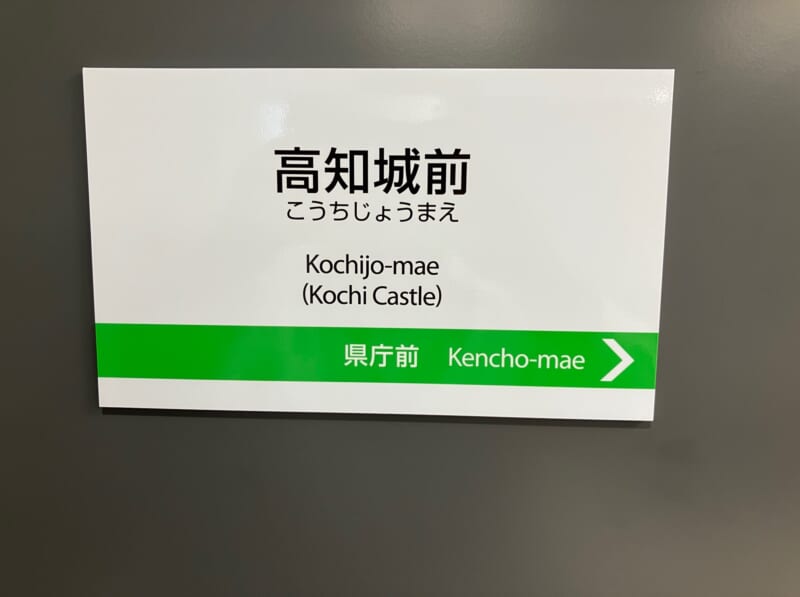 高知城前
こうちじょうまえ
Kochijo-mae
(Kochi Castle)
県庁前 Kencho-mae